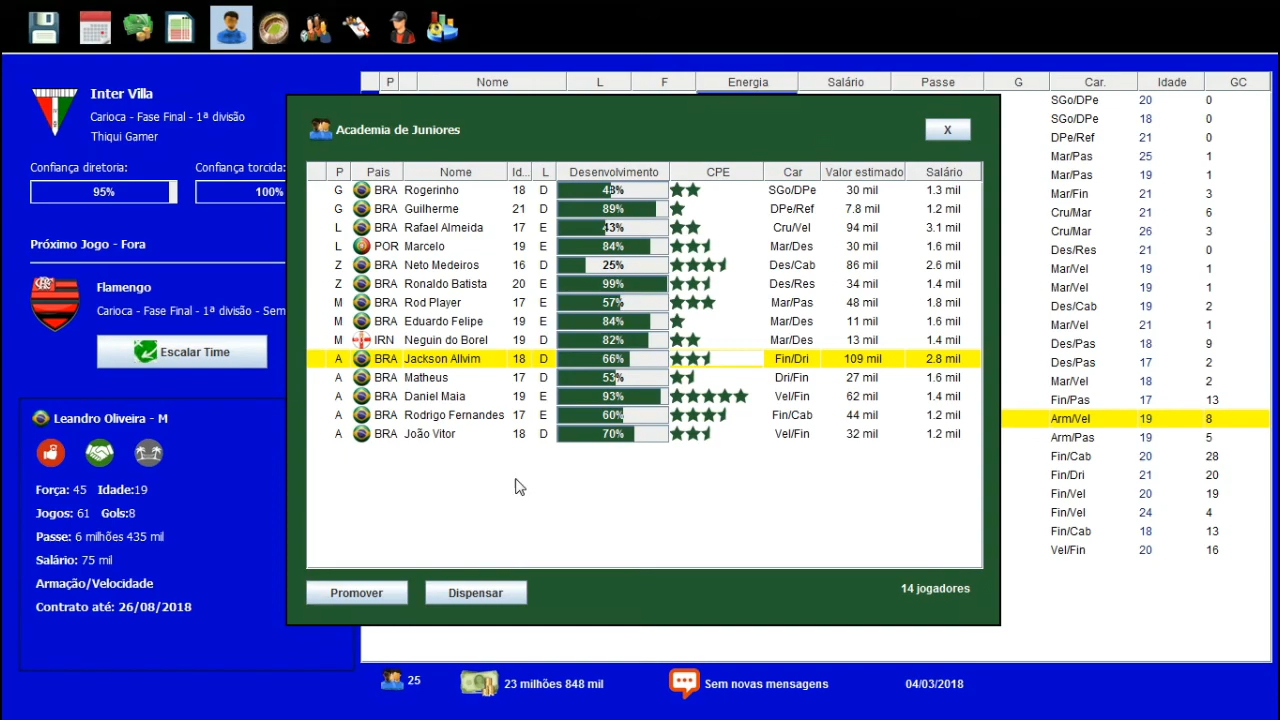 P Nome L F Energia Salário Passe G Car. Idade GC
Inter Villa
Carioca - Fase Final - 1ª divisão
Thiqui Gamer
Confiança diretoria: Confiança torcida:
95% 100%
Próximo Jogo - Fora
Flamengo
Carioca - Fase Final - 1ª divisão - Sem
Escalar Time
Leandro Oliveira - M
Força: 45 Idade:19
Jogos: 61 Gols:8
Passe: 6 milhões 435 mil
Salário: 75 mil
Armação/Velocidade
Contrato até: 26/08/2018
Academia de Juniores
X
P Pais Nome Id... L Desenvolvimento CPE Car Valor estimado Salário
G BRA Rogerinho 18 D 48% SGo/DPe 30 mil 1.3 mil
G BRA Guilherme 21 D 89% DPe/Ref 7.8 mil 1.2 mil
L BRA Rafael Almeida 17 E 43% Cru/Vel 94 mil 3.1 mil
L POR Marcelo 19 E 84% Mar/Des 30 mil 1.6 mil
Z BRA Neto Medeiros 16 D 25% Des/Cab 86 mil 2.6 mil
Z BRA Ronaldo Batista 20 E 99% Des/Res 34 mil 1.4 mil
M BRA Rod Player 17 E 57% Mar/Pas 48 mil 1.8 mil
M BRA Eduardo Felipe 19 E 84% Mar/Des 11 mil 1.6 mil
M IRN Neguin do Borel 19 D 82% Mar/Des 13 mil 1.4 mil
A BRA Jackson Allvim 18 D 66% Fin/Dri 109 mil 2.8 mil
A BRA Matheus 17 D 53% Dri/Fin 27 mil 1.6 mil
A BRA Daniel Maia 19 E 93% Vel/Fin 62 mil 1.4 mil
A BRA Rodrigo Fernandes 17 E 60% Fin/Cab 44 mil 1.2 mil
A BRA João Vitor 18 D 70% Vel/Fin 32 mil 1.2 mil
Promover Dispensar 14 jogadores
SGo/DPe 20 0
SGo/DPe 18 0
DPe/Ref 21 0
Mar/Pas 25 1
Mar/Pas 21 3
Mar/Fin 21 3
Cru/Mar 21 6
Cru/Mar 26 3
Des/Res 21 0
Mar/Vel 19 1
Mar/Vel 19 1
Des/Cab 19 2
Mar/Vel 21 1
Des/Pas 18 9
Des/Pas 17 2
Mar/Vel 18 2
Fin/Pas 17 13
Arm/Vel 19 8
Arm/Pas 19 5
Fin/Cab 20 28
Fin/Dri 21 20
Fin/Vel 20 19
Fin/Vel 24 4
Fin/Cab 18 13
Vel/Fin 20 16
25 23 milhões 848 mil Sem novas mensagens 04/03/2018